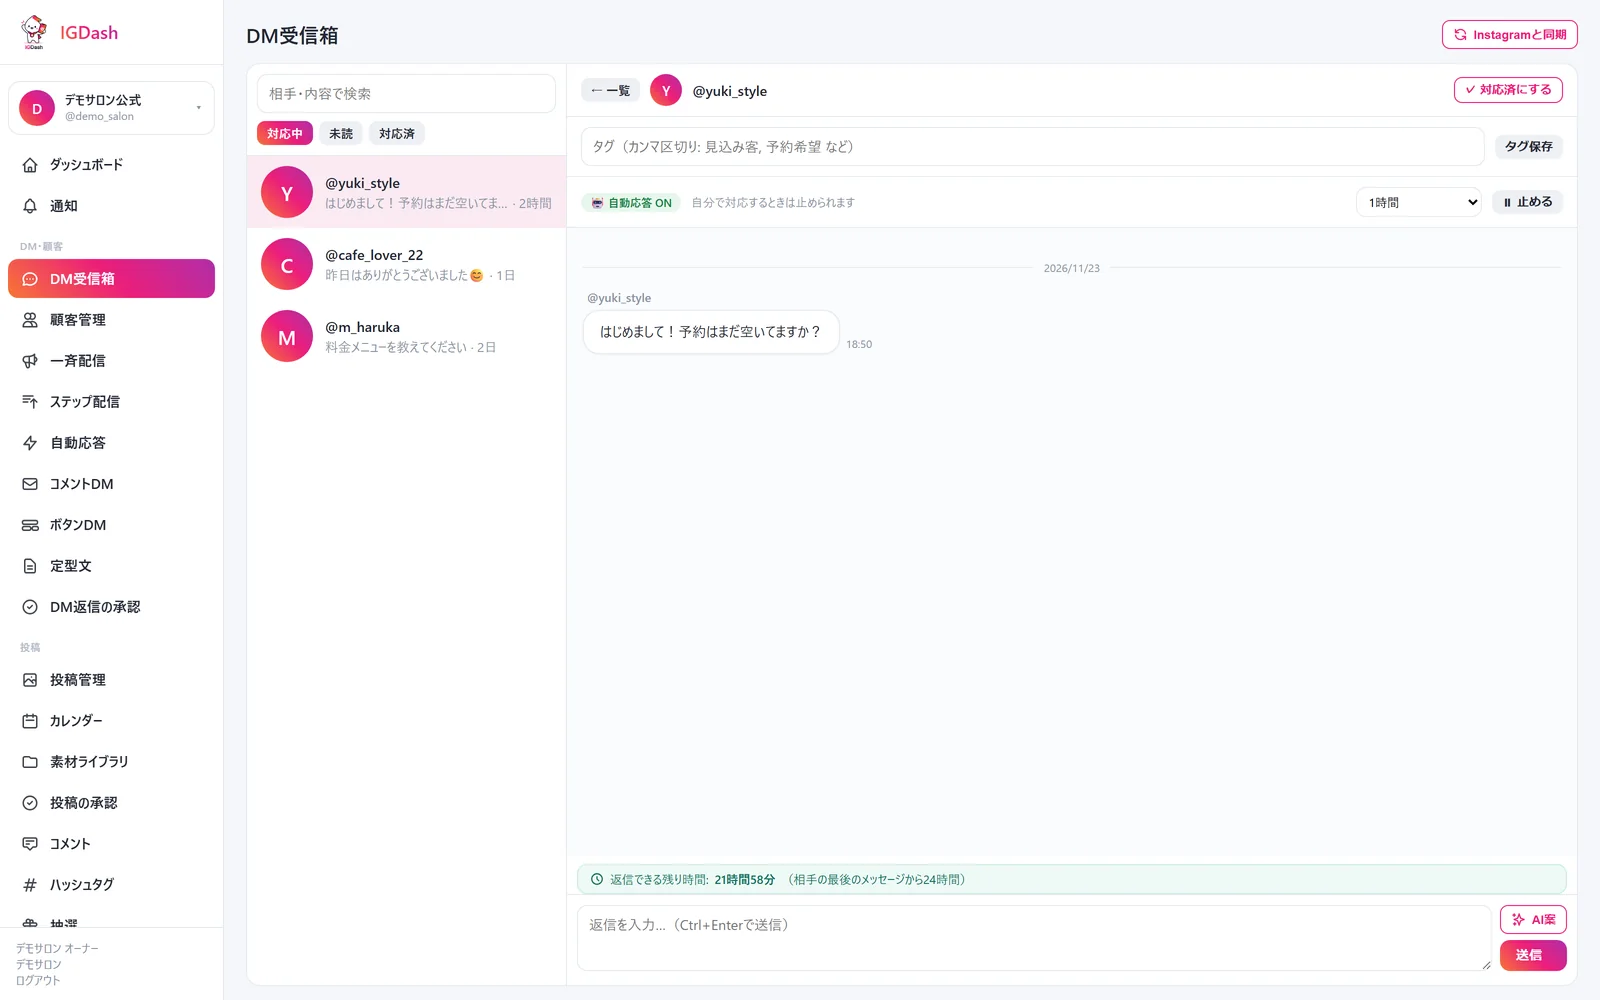 IGDash
IGDash
D
デモサロン公式
@demo_salon
ダッシュボード
通知
DM・顧客
DM受信箱
顧客管理
一斉配信
ステップ配信
自動応答
コメントDM
ボタンDM
定型文
DM返信の承認
投稿
投稿管理
カレンダー
素材ライブラリ
投稿の承認
コメント
ハッシュタグ
抽選
デモサロン オーナー
デモサロン
ログアウト
DM受信箱
Instagramと同期
相手・内容で検索
対応中 未読 対応済
Y
@yuki_style
はじめまして！予約はまだ空いてま... · 2時間
C
@cafe_lover_22
昨日はありがとうございました😊 · 1日
M
@m_haruka
料金メニューを教えてください · 2日
← 一覧 Y @yuki_style ✓ 対応済にする
タグ（カンマ区切り: 見込み客, 予約希望 など） タグ保存
自動応答 ON 自分で対応するときは止められます 1時間 ⏸ 止める
2026/11/23
@yuki_style
はじめまして！予約はまだ空いてますか？
18:50
返信できる残り時間: 21時間58分 （相手の最後のメッセージから24時間）
返信を入力...（Ctrl+Enterで送信）
AI案
送信